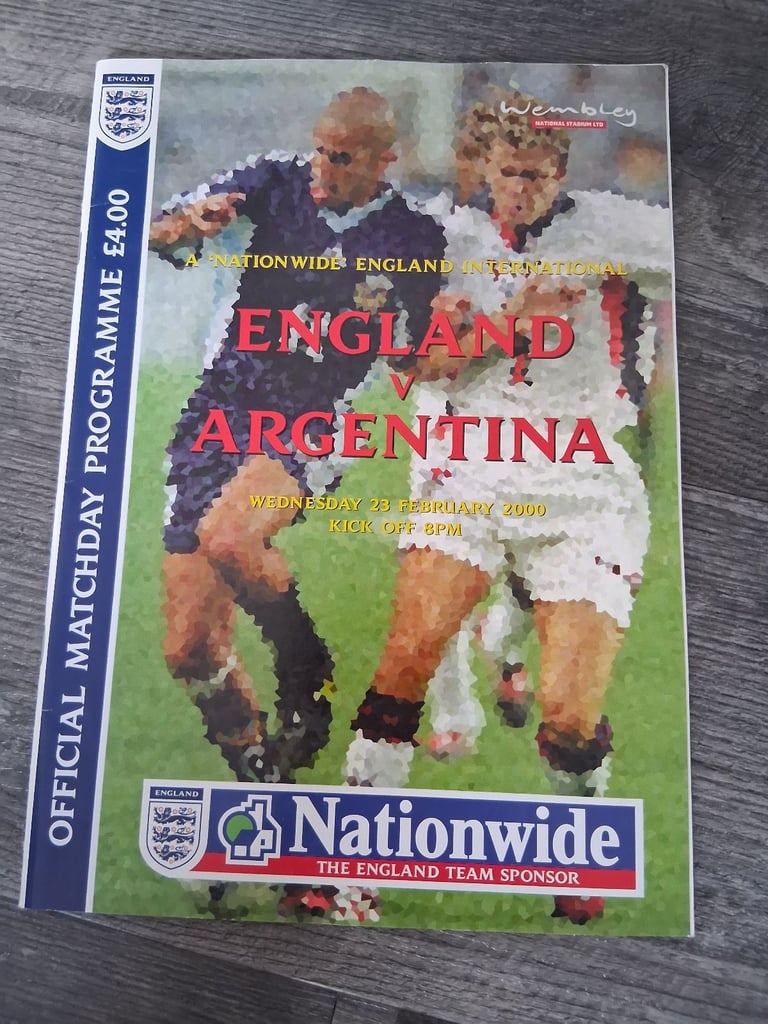 ENGLAND
Wembley
NATIONAL STADIUM LTD
OFFICIAL MATCHDAY PROGRAMME £4.00
A 'NATIONWIDE' ENGLAND INTERNATIONAL
ENGLAND
V
ARGENTINA
WEDNESDAY 23 FEBRUARY 2000
KICK OFF 8PM
ENGLAND
Nationwide
THE ENGLAND TEAM SPONSOR